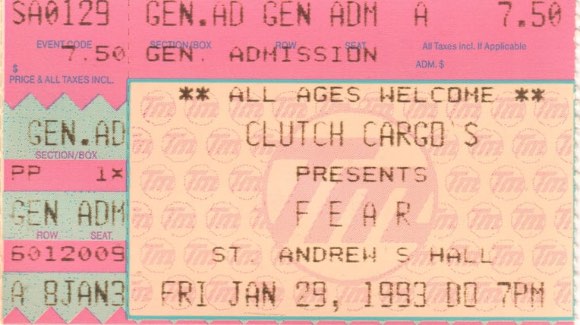 SA0129 GEN.AD GEN ADM A 7.50
EVENT CODE SECTION/BOX ROW SEAT All Taxes incl. If Applicable
7.50 GEN. ADMISSION
$ ADM. $
PRICE & ALL TAXES INCL.
** ALL AGES WELCOME **
GEN.AD CLUTCH CARGO'S
SECTION/BOX
PP 1X PRESENTS
GEN ADM FEAR
ROW SEAT
6012009 ST ANDREW'S HALL
A 8JAN3 FRI JAN 29, 1993 DO 7PM